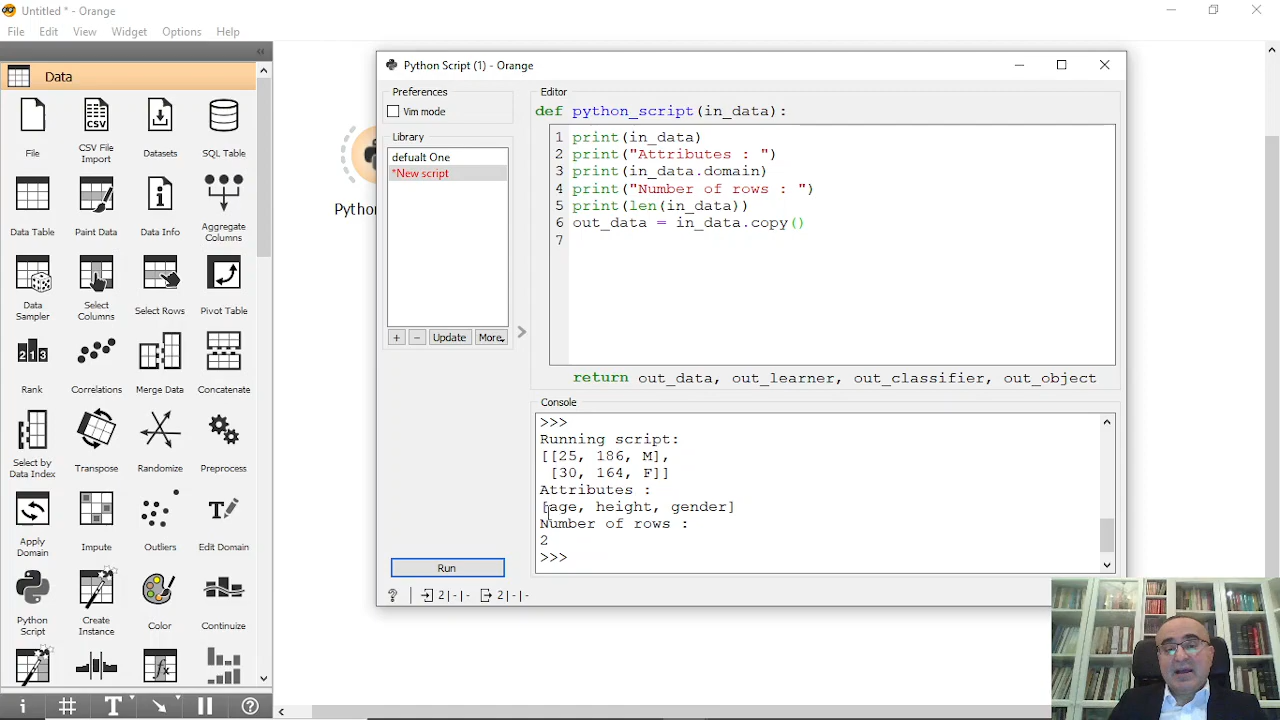 Untitled * - Orange
File Edit View Widget Options Help
Data
File
CSV File Import
Datasets
SQL Table
Data Table
Paint Data
Data Info
Aggregate Columns
Data Sampler
Select Columns
Select Rows
Pivot Table
Rank
Correlations
Merge Data
Concatenate
Select by Data Index
Transpose
Randomize
Preprocess
Apply Domain
Impute
Outliers
Edit Domain
Python Script
Create Instance
Color
Continuize
Python Script (1) - Orange
Preferences
Vim mode
Library
defualt One
*New script
+ − Update More
Run
Editor
def python_script(in_data):
1 print(in_data)
2 print("Attributes : ")
3 print(in_data.domain)
4 print("Number of rows : ")
5 print(len(in_data))
6 out_data = in_data.copy()
7
return out_data, out_learner, out_classifier, out_object
Console
>>>
Running script:
[[25, 186, M],
[30, 164, F]]
Attributes :
[age, height, gender]
Number of rows :
2
>>>
? 2|-|- 2|-|-